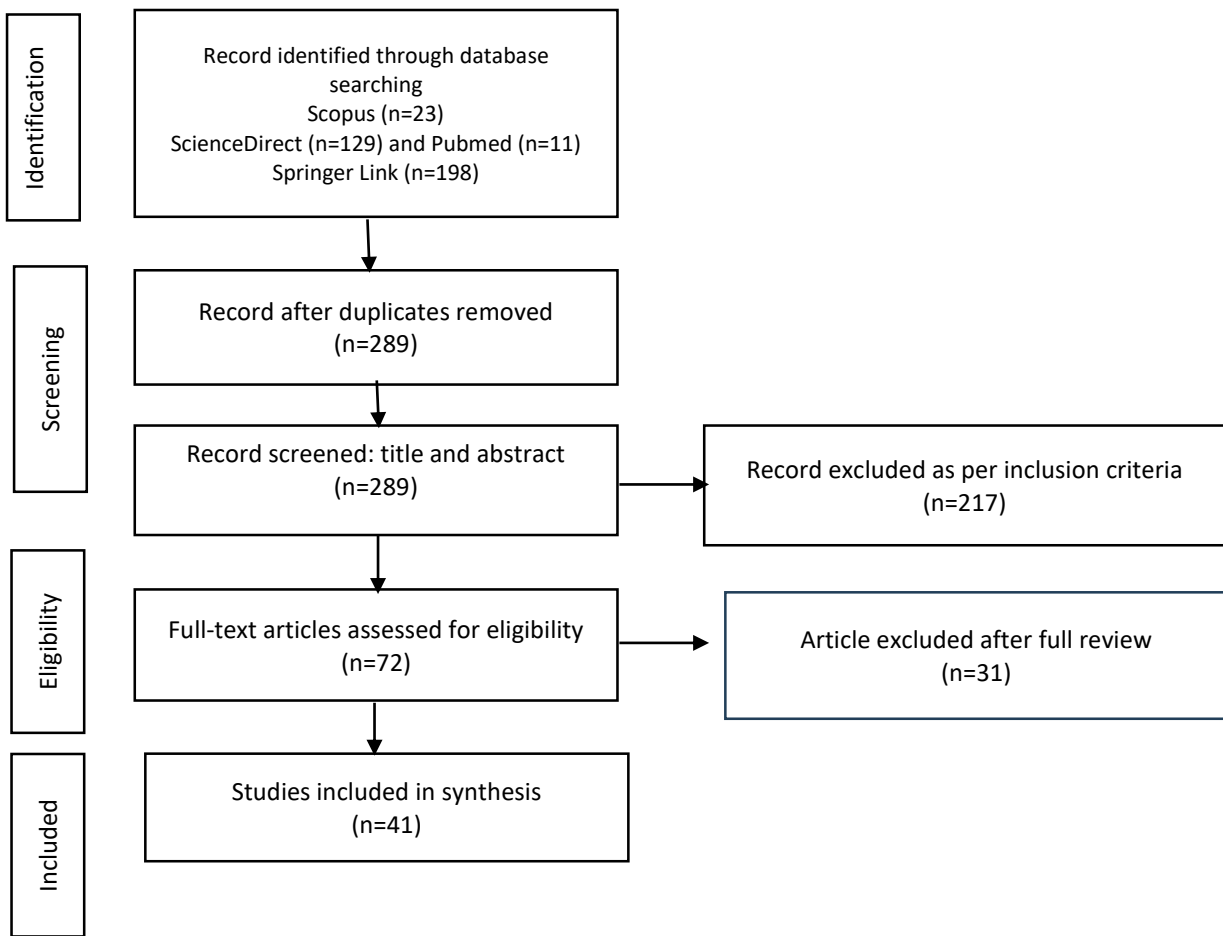 Identification
Record identified through database
searching
Scopus (n=23)
ScienceDirect (n=129) and Pubmed (n=11)
Springer Link (n=198)
Screening
Record after duplicates removed
(n=289)
Record screened: title and abstract
(n=289)
Record excluded as per inclusion criteria
(n=217)
Eligibility
Full-text articles assessed for eligibility
(n=72)
Article excluded after full review
(n=31)
Included
Studies included in synthesis
(n=41)